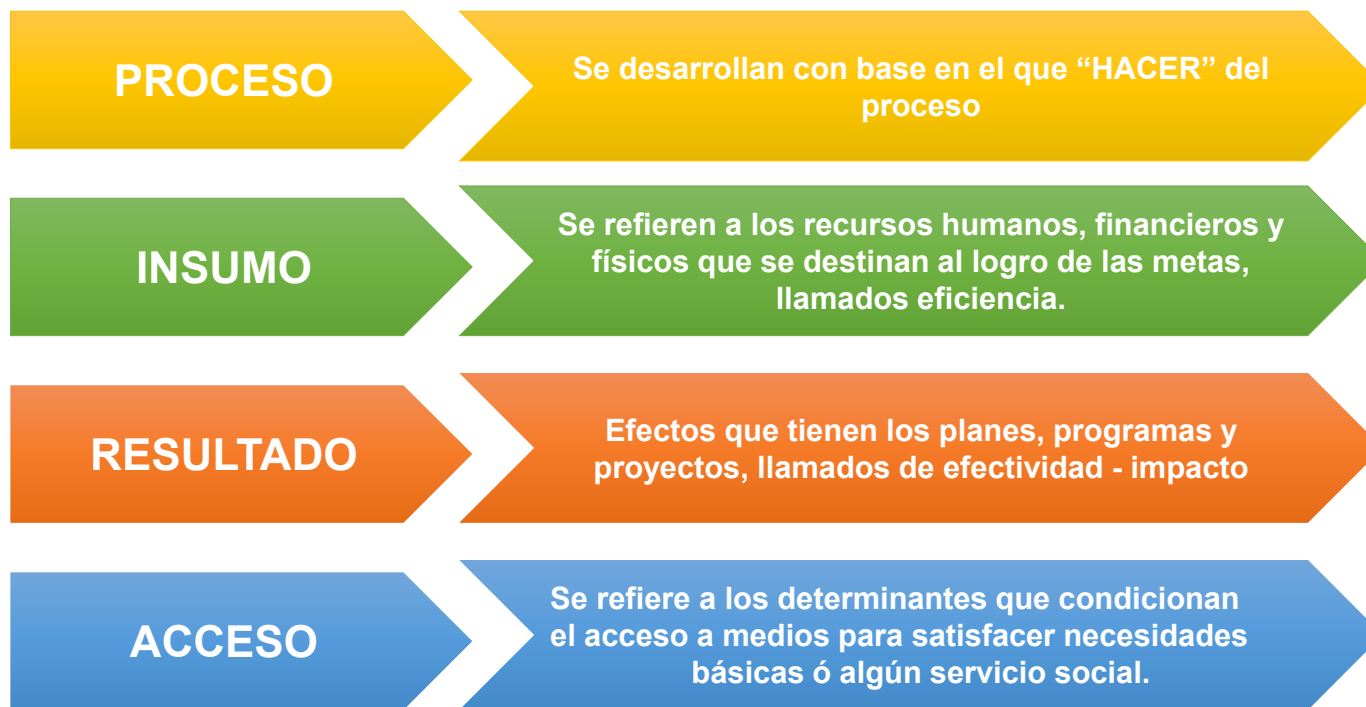 PROCESO
Se desarrollan con base en el que “HACER” del
proceso
INSUMO
Se refieren a los recursos humanos, financieros y
físicos que se destinan al logro de las metas,
llamados eficiencia.
RESULTADO
Efectos que tienen los planes, programas y
proyectos, llamados de efectividad - impacto
ACCESO
Se refiere a los determinantes que condicionan
el acceso a medios para satisfacer necesidades
básicas ó algún servicio social.